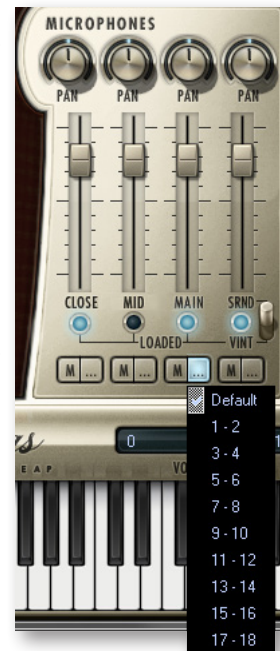 MICROPHONES
PAN PAN PAN PAN
CLOSE MID MAIN SRND
LOADED VINT
M ... M ... M ... M ...
Default
1 - 2
3 - 4
5 - 6
7 - 8
9 - 10
11 - 12
13 - 14
15 - 16
17 - 18
0